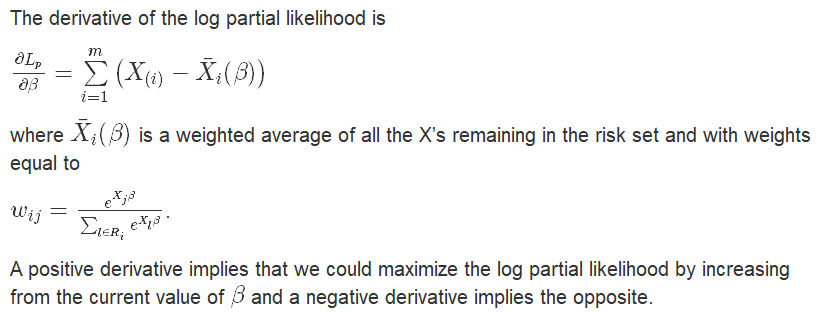 The derivative of the log partial likelihood is
$\frac{\partial L_p}{\partial \beta} = \sum_{i=1}^{m} \left( X_{(i)} - \bar{X}_i(\beta) \right)$
where $\bar{X}_i(\beta)$ is a weighted average of all the X’s remaining in the risk set and with weights
equal to
$w_{ij} = \frac{e^{X_j \beta}}{\sum_{l \in R_i} e^{X_l \beta}}.$
A positive derivative implies that we could maximize the log partial likelihood by increasing
from the current value of $\beta$ and a negative derivative implies the opposite.